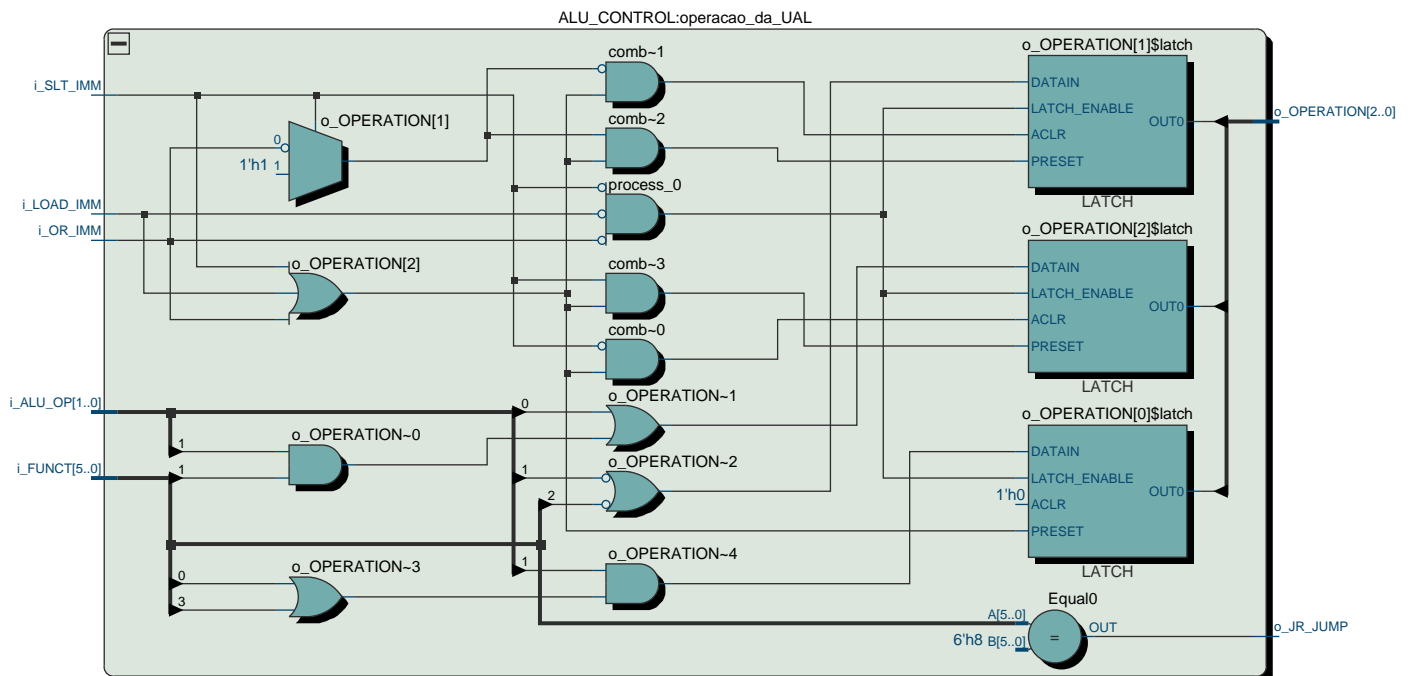 ALU_CONTROL:operacao_da_UAL
i_SLT_IMM
i_LOAD_IMM
i_OR_IMM
i_ALU_OP[1..0]
i_FUNCT[5..0]
o_OPERATION[1]
0
1'h1 1
o_OPERATION[2]
1
o_OPERATION~0
1
0
3
o_OPERATION~3
comb~1
comb~2
process_0
comb~3
comb~0
0
o_OPERATION~1
1
2
o_OPERATION~2
1
o_OPERATION~4
o_OPERATION[1]$latch
DATAIN
LATCH_ENABLE
ACLR
PRESET
OUT0
LATCH
o_OPERATION[2]$latch
DATAIN
LATCH_ENABLE
ACLR
PRESET
OUT0
LATCH
o_OPERATION[0]$latch
DATAIN
LATCH_ENABLE
1'h0 ACLR
PRESET
OUT0
LATCH
Equal0
A[5..0]
6'h8 B[5..0]
=
OUT
o_OPERATION[2..0]
o_JR_JUMP